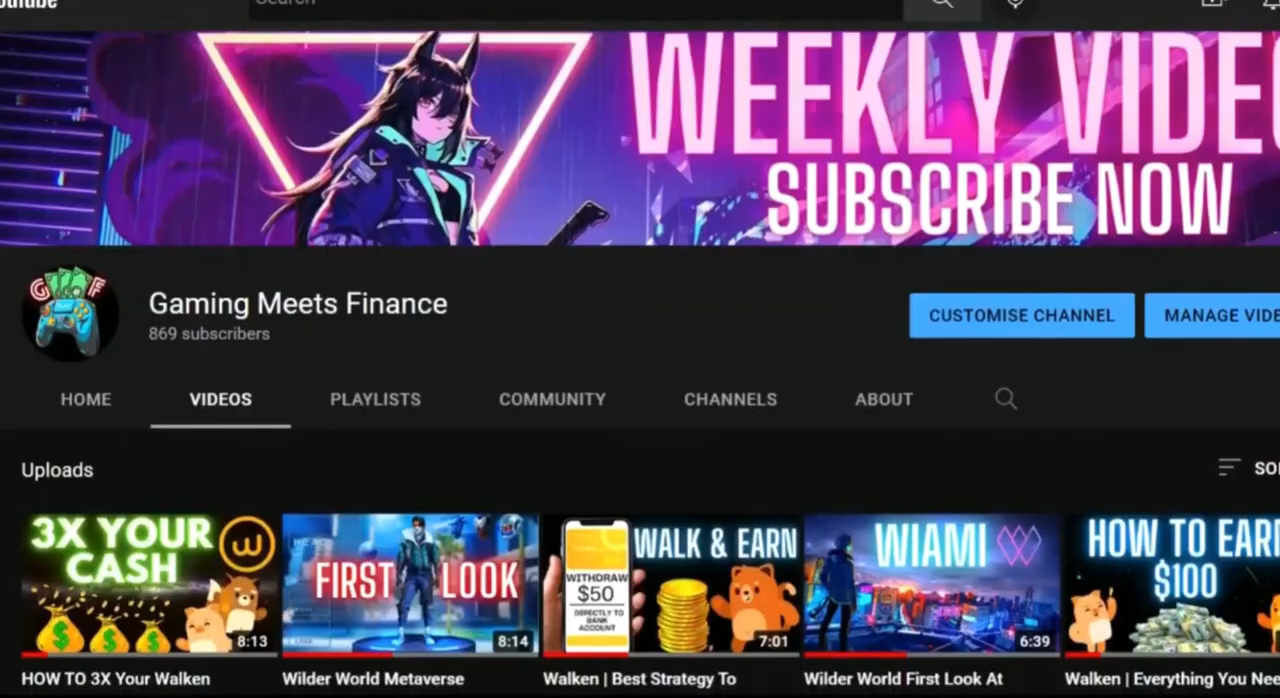 Search
WEEKLY VIDEO
SUBSCRIBE NOW
G F
Gaming Meets Finance
869 subscribers
CUSTOMISE CHANNEL
MANAGE VIDE
HOME
VIDEOS
PLAYLISTS
COMMUNITY
CHANNELS
ABOUT
Uploads
SO
3X YOUR
CASH
8:13
FIRST LOOK
8:14
WITHDRAW
$50
DIRECTLY TO
BANK
ACCOUNT
WALK & EARN
7:01
WIAMI
6:39
HOW TO EARN
$100
HOW TO 3X Your Walken
Wilder World Metaverse
Walken | Best Strategy To
Wilder World First Look At
Walken | Everything You Nee